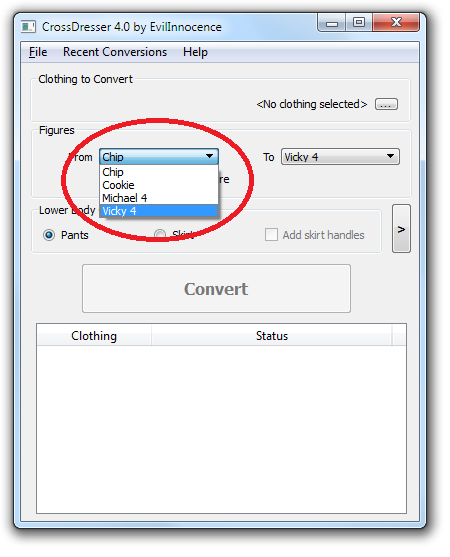 CrossDresser 4.0 by EvilInnocence
File Recent Conversions Help
Clothing to Convert
<No clothing selected> ...
Figures
From Chip To Vicky 4
Chip
Cookie
Michael 4
Vicky 4
re
Lower Body
Pants Skirt Add skirt handles >
Convert
Clothing Status